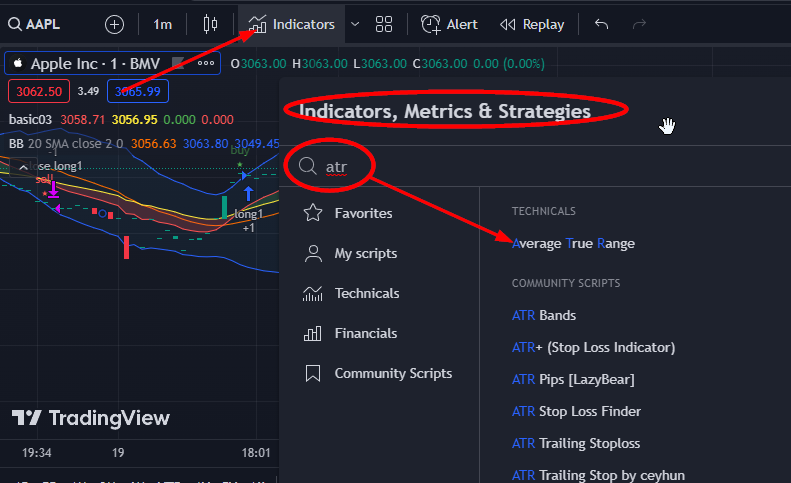 AAPL 1m Indicators Alert Replay
Apple Inc · 1 · BMV O3063.00 H3063.00 L3063.00 C3063.00 0.00 (0.00%)
3062.50 3.49 3065.99
Indicators, Metrics & Strategies
basic03 3058.71 3056.95 0.000 0.000
BB 20 SMA close 2 0 3056.63 3063.80 3049.45
-1
buy
close.long1
sell
long1
+1
atr
Favorites
My scripts
Technicals
Financials
Community Scripts
TECHNICALS
Average True Range
COMMUNITY SCRIPTS
ATR Bands
ATR+ (Stop Loss Indicator)
ATR Pips [LazyBear]
ATR Stop Loss Finder
ATR Trailing Stoploss
ATR Trailing Stop by ceyhun
TradingView
19:34 19 18:01